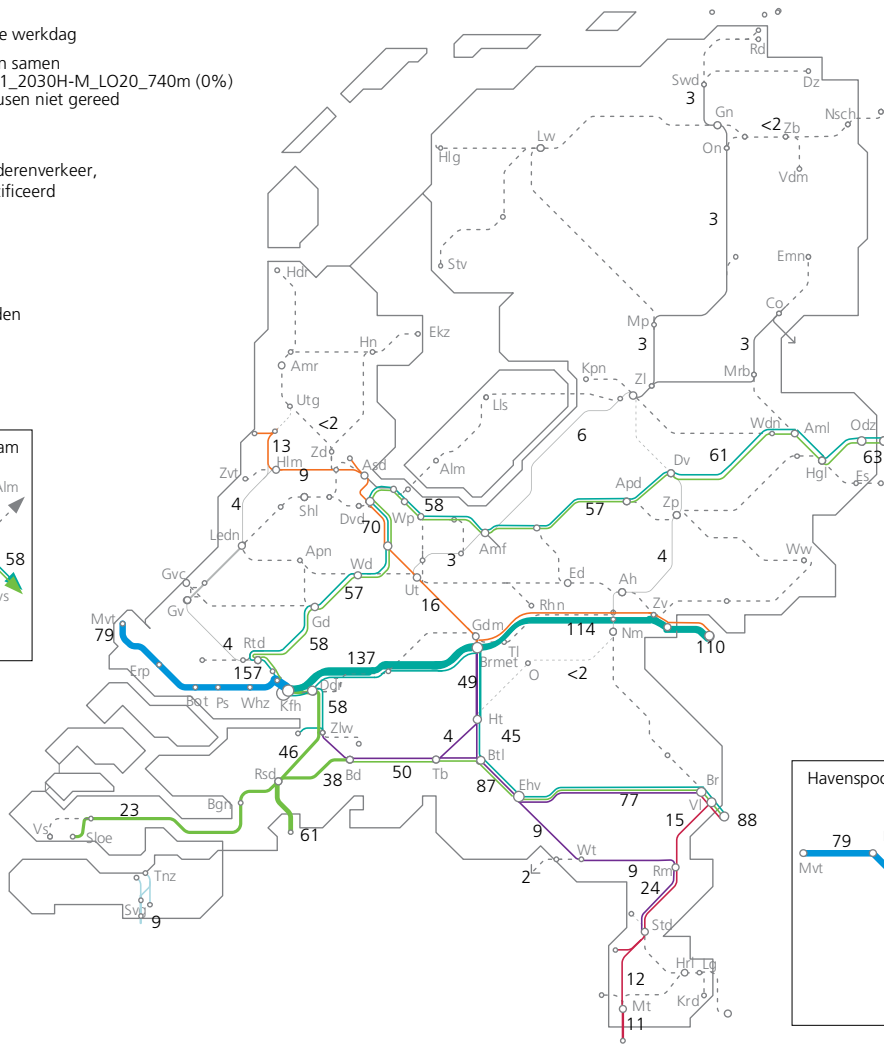 e werkdag
n samen
1_2030H-M_LO20_740m (0%)
usen niet gereed
derenverkeer,
ificeerd
den
am
Alm
58
ys
Rd
Swd
Dz
3
Gn
<2
Zb
Nsch
On
Vdm
Lw
Hlg
3
Stv
Emn
Hdr
Co
Mp
Ekz
Hn
3
3
Amr
Kpn
Zl
Mrb
Utg
Lls
<2
6
13
Zd
Wdn
Aml
Odz
Hlm
9
Asd
Alm
Dv
61
63
Zvt
Hgl
Es
4
Shl
Apd
Dvd
Wp
58
57
Zp
70
Ledn
Amf
Apn
3
4
Ww
Gvc
Wd
57
Ut
Ed
Ah
Gv
16
Rhn
Zv
Mvt
Gd
58
Gdm
114
Nm
110
79
4
Rtd
137
Tl
Erp
157
Brmet
O
<2
Bot
Ps
Whz
Kfh
Ddr
49
58
Ht
Zlw
4
45
46
Btl
Rsd
38
Bd
50
Tb
87
Ehv
77
Br
Bgn
Vl
23
88
Vs
Sloe
61
9
15
Wt
9
2
Rm
24
Tnz
Svg
9
Std
Hrl
Lg
12
Krd
Mt
11
Havenspoo
79
Mvt